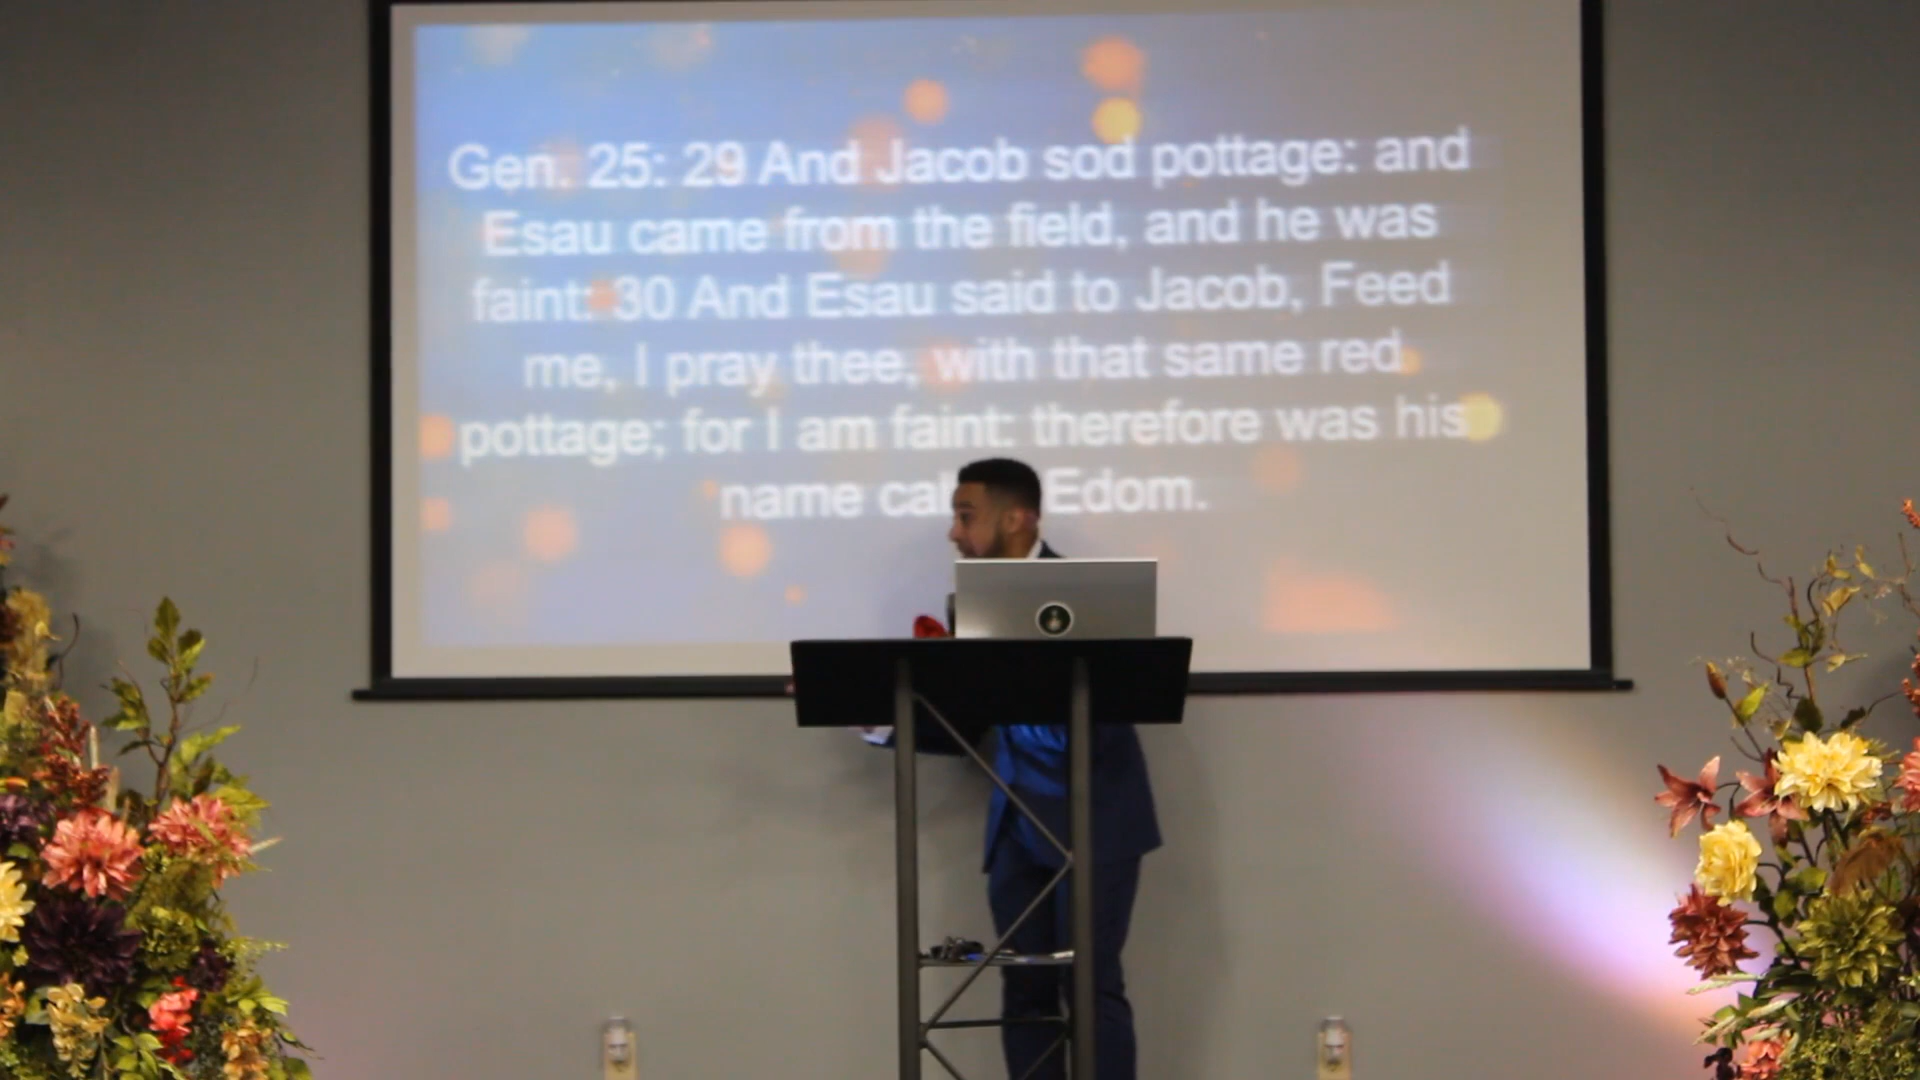 Gen. 25: 29 And Jacob sod pottage: and
Esau came from the field, and he was
faint: 30 And Esau said to Jacob, Feed
me, I pray thee, with that same red
pottage; for I am faint: therefore was his
name Edom.